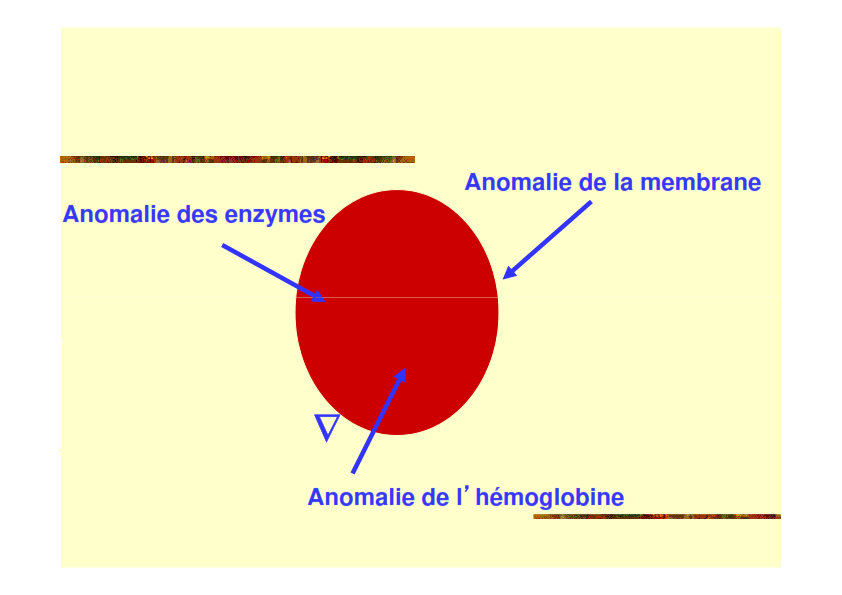 Anomalie de la membrane
Anomalie des enzymes
∇
Anomalie de l’hémoglobine